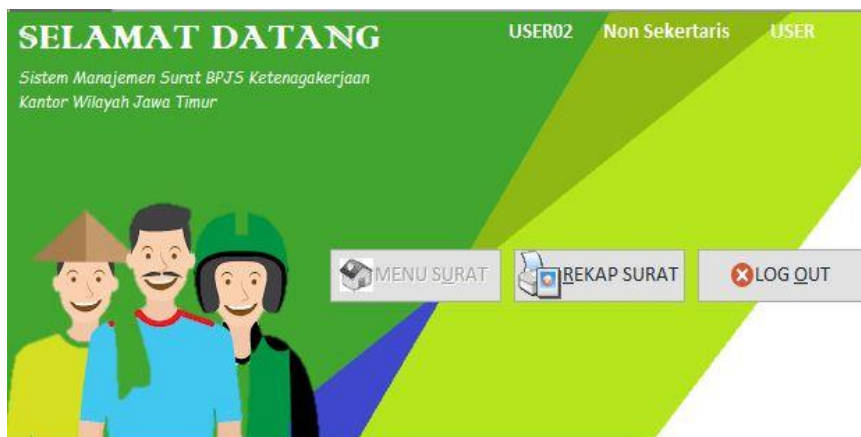 SELAMAT DATANG
USER02 Non Sekertaris USER
Sistem Manajemen Surat BPJS Ketenagakerjaan
Kantor Wilayah Jawa Timur
MENU SURAT REKAP SURAT LOG OUT